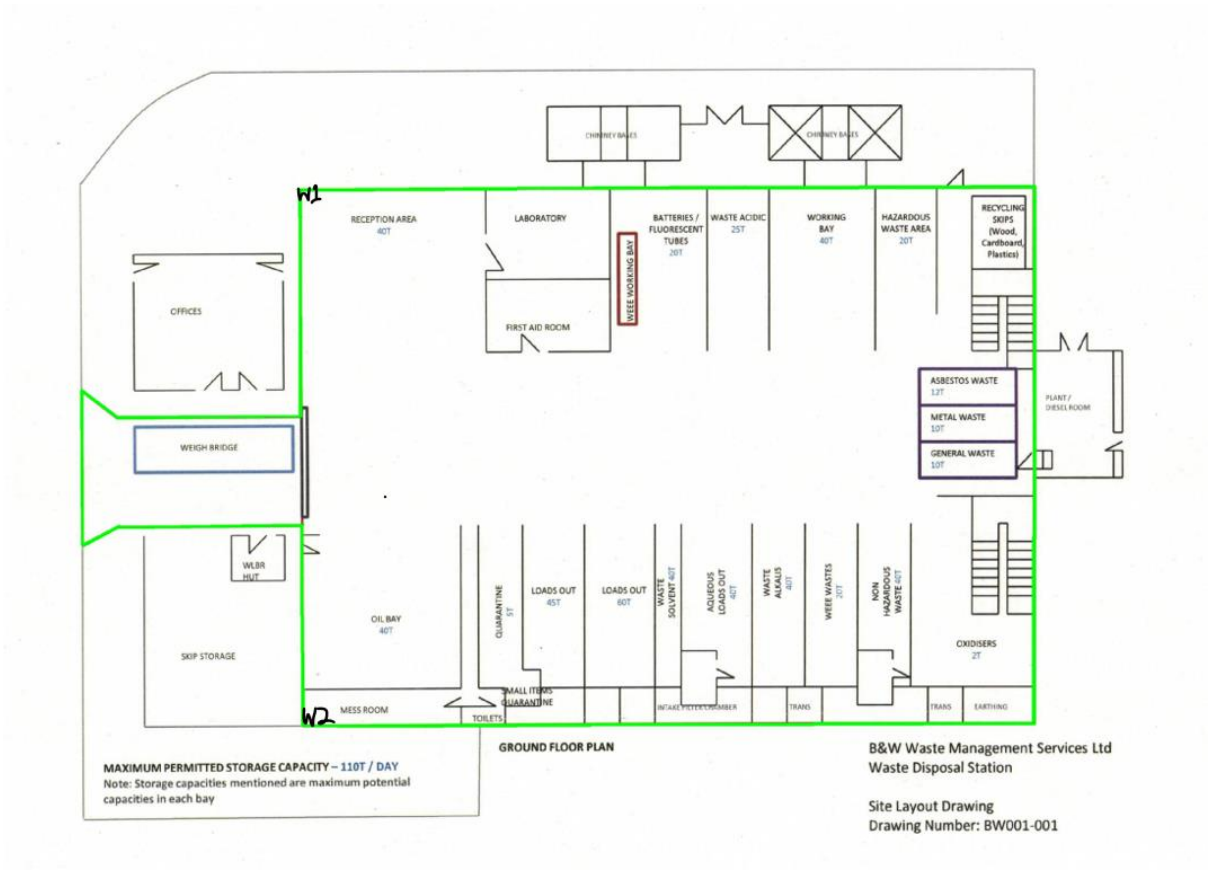 W1
RECEPTION AREA
40T
LABORATORY
FIRST AID ROOM
WEEE WORKING BAY
CHIMNEY BASES
CHIMNEY BASES
BATTERIES /
FLUORESCENT
TUBES
20T
WASTE ACIDIC
25T
WORKING
BAY
40T
HAZARDOUS
WASTE AREA
20T
RECYCLING
SKIPS
(Wood,
Cardboard,
Plastics)
OFFICES
WEIGH BRIDGE
ASBESTOS WASTE
12T
METAL WASTE
10T
GENERAL WASTE
10T
PLANT /
DIESEL ROOM
WLBR
HUT
SKIP STORAGE
OIL BAY
40T
QUARANTINE
5T
LOADS OUT
45T
LOADS OUT
60T
WASTE
SOLVENT 40T
AQUEOUS
LOADS OUT
40T
WASTE
ALKALIS
40T
WEEE WASTES
20T
NON
HAZARDOUS
WASTE 40T
OXIDISERS
2T
W2
MESS ROOM
TOILETS
SMALL ITEMS
QUARANTINE
INTAKE FILTER CHAMBER
TRANS
TRANS
EARTHING
GROUND FLOOR PLAN
MAXIMUM PERMITTED STORAGE CAPACITY – 110T / DAY
Note: Storage capacities mentioned are maximum potential
capacities in each bay
B&W Waste Management Services Ltd
Waste Disposal Station
Site Layout Drawing
Drawing Number: BW001-001